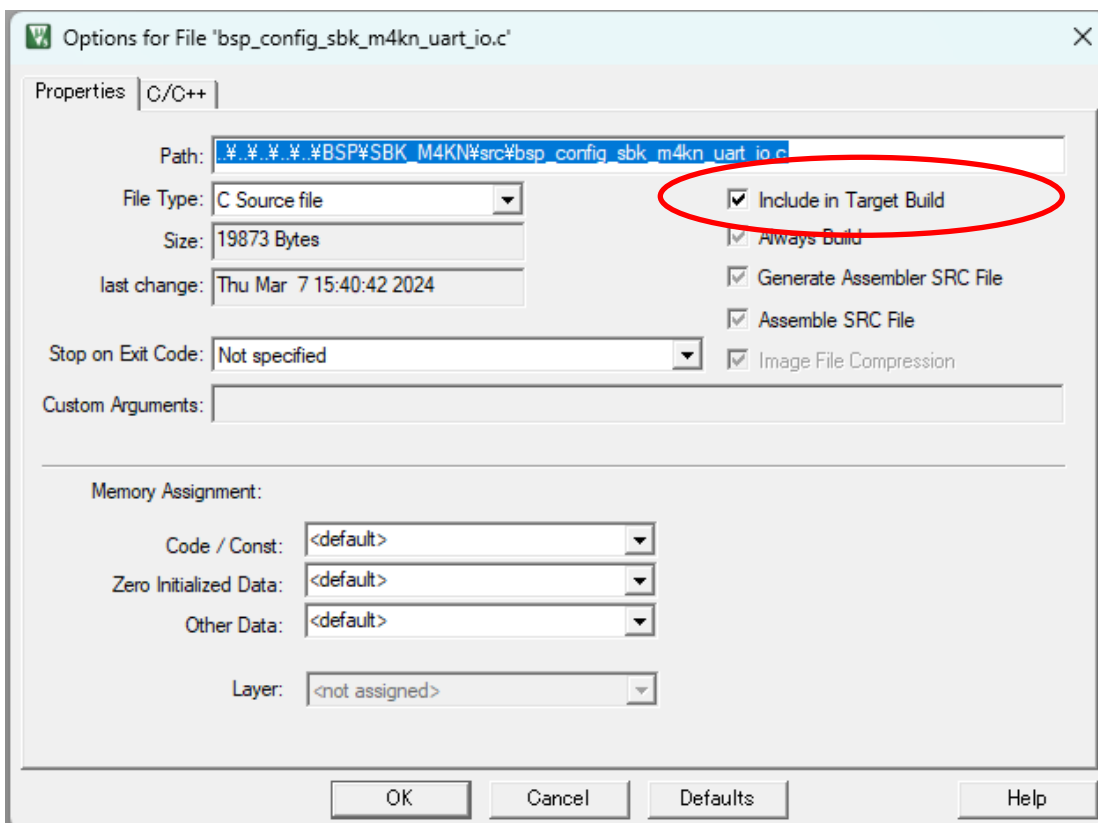 Options for File 'bsp_config_sbk_m4kn_uart_io.c'
Properties C/C++
Path: ..¥..¥..¥..¥..¥BSP¥SBK_M4KN¥src¥bsp_config_sbk_m4kn_uart_io.c
File Type: C Source file Include in Target Build
Size: 19873 Bytes Always Build
last change: Thu Mar 7 15:40:42 2024 Generate Assembler SRC File
Assemble SRC File
Stop on Exit Code: Not specified Image File Compression
Custom Arguments:
Memory Assignment:
Code / Const: <default>
Zero Initialized Data: <default>
Other Data: <default>
Layer: <not assigned>
OK Cancel Defaults Help